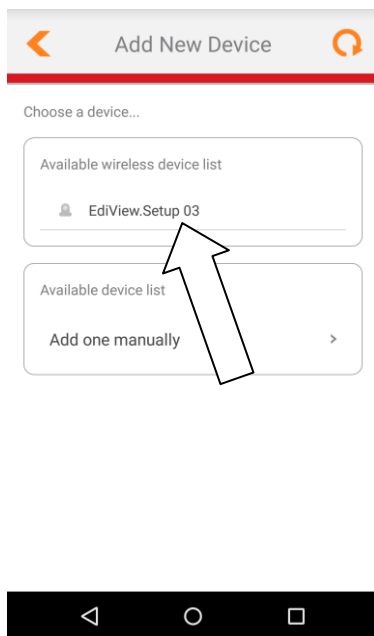 Add New Device
Choose a device...
Available wireless device list
EdiView.Setup 03
Available device list
Add one manually